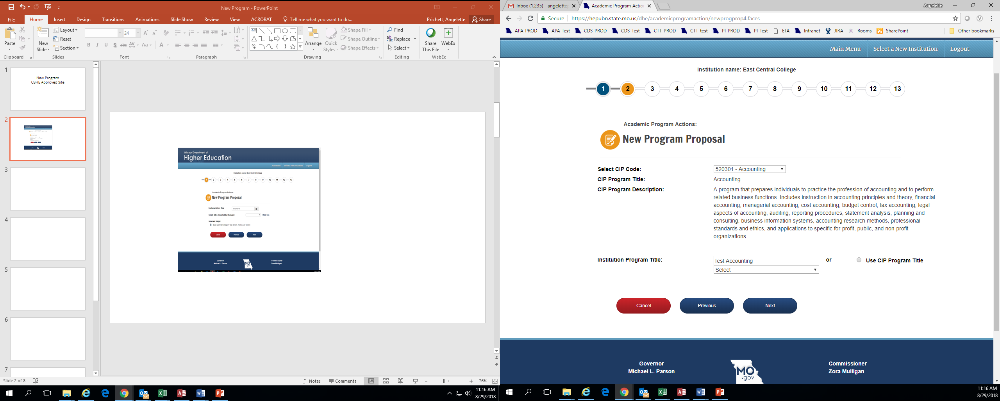 New Program - PowerPoint
File Home Insert Design Transitions Animations Slide Show Review View ACROBAT Tell me what you want to do... Prichett, Angelette Share
Paste
Clipboard
New Slide
Layout
Reset
Section
Slides
24
B I U S abc AV Aa A
Font
Paragraph
Arrange
Quick Styles
Shape Fill
Shape Outline
Shape Effects
Drawing
Find
Replace
Select
Editing
Share This File
WebEx
WebEx
1
New Program
CBHE Approved Site
2
3
4
5
6
7
Missouri Department of
Higher Education
Main Menu Select a New Institution Logout
Institution name: East Central College
1 2 3 4 5 6 7 8 9 10 11 12 13
Academic Program Actions:
New Program Proposal
Implementation Date
Select Sites Impacted by Changes: +Add Site
Selected Site(s):
Cancel Previous Next
Governor
Michael L. Parson
MO
.gov
Commissioner
Zora Mulligan
Slide 2 of 8
Notes Comments 76%
11:16 AM
8/29/2018
Inbox (1,235) - angelettep
Academic Program Action
Angelette
Secure https://hepubn.state.mo.us/dhe/academicprogramaction/newprogprop4.faces
APA-PROD APA-Test CDS-PROD CDS-Test CTT-PROD CTT-test PI-PROD PI-Test ETA Intranet JIRA Rooms SharePoint Other bookmarks
Main Menu Select a New Institution Logout
Institution name: East Central College
1 2 3 4 5 6 7 8 9 10 11 12 13
Academic Program Actions:
New Program Proposal
Select CIP Code: 520301 - Accounting
CIP Program Title: Accounting
CIP Program Description: A program that prepares individuals to practice the profession of accounting and to perform
related business functions. Includes instruction in accounting principles and theory, financial
accounting, managerial accounting, cost accounting, budget control, tax accounting, legal
aspects of accounting, auditing, reporting procedures, statement analysis, planning and
consulting, business information systems, accounting research methods, professional
standards and ethics, and applications to specific for-profit, public, and non-profit
organizations.
Institution Program Title: Test Accounting or Use CIP Program Title
Select
Cancel Previous Next
Governor
Michael L. Parson
MO
.gov
Commissioner
Zora Mulligan
11:16 AM
8/29/2018